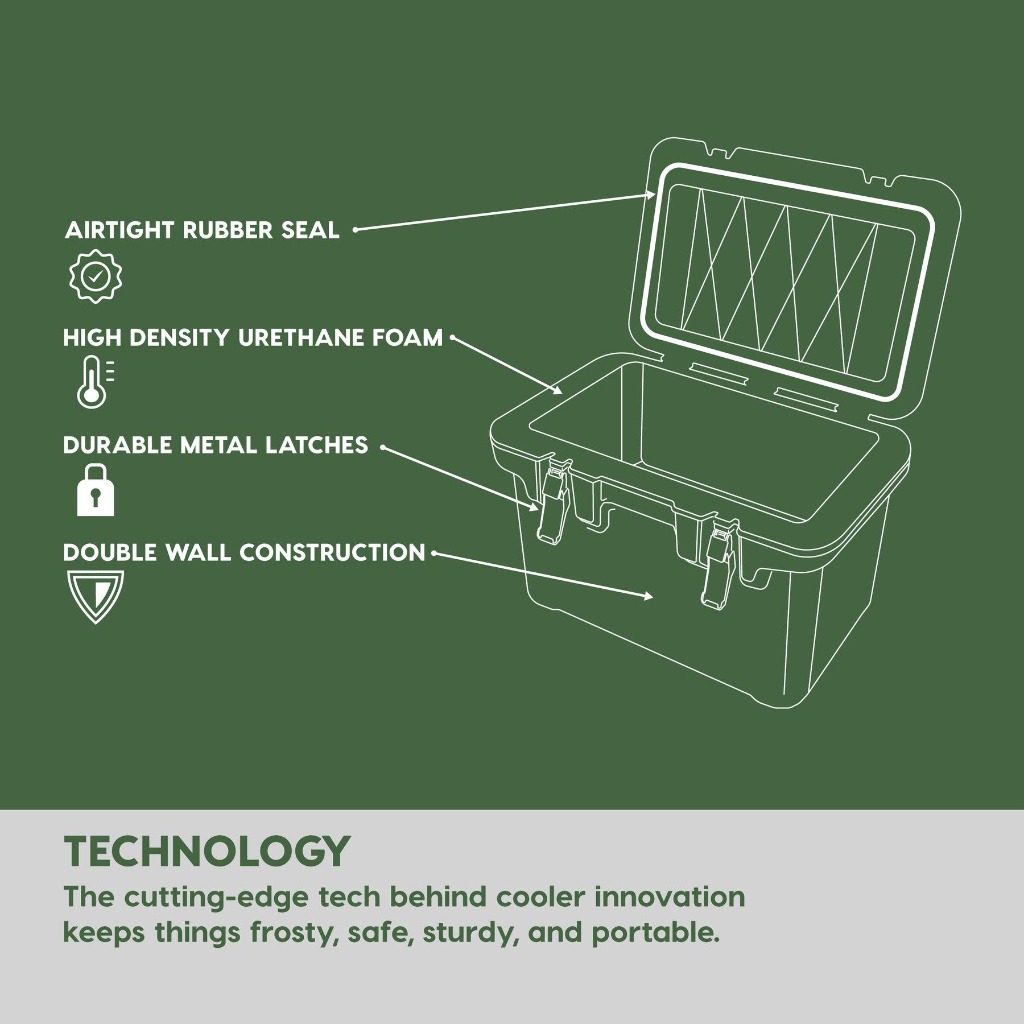 AIRTIGHT RUBBER SEAL
HIGH DENSITY URETHANE FOAM
DURABLE METAL LATCHES
DOUBLE WALL CONSTRUCTION
TECHNOLOGY
The cutting-edge tech behind cooler innovation
keeps things frosty, safe, sturdy, and portable.